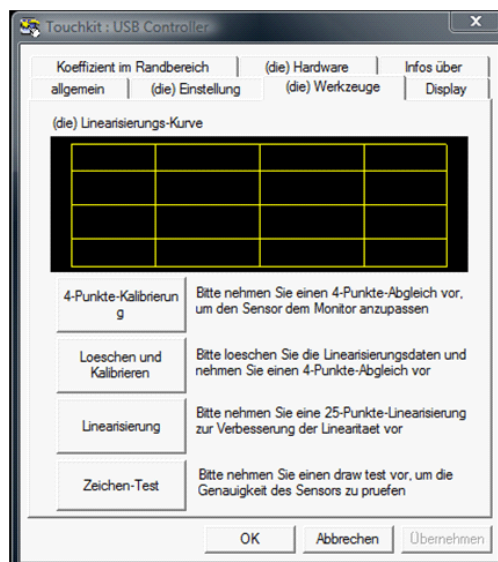 Touchkit : USB Controller
Koeffizient im Randbereich
(die) Hardware
Infos über
allgemein
(die) Einstellung
(die) Werkzeuge
Display
(die) Linearisierungs-Kurve
4-Punkte-Kalibrierun
g
Bitte nehmen Sie einen 4-Punkte-Abgleich vor,
um den Sensor dem Monitor anzupassen
Loeschen und
Kalibrieren
Bitte loeschen Sie die Linearisierungsdaten und
nehmen Sie einen 4-Punkte-Abgleich vor
Linearisierung
Bitte nehmen Sie eine 25-Punkte-Linearisierung
zur Verbesserung der Linearitaet vor
Zeichen-Test
Bitte nehmen Sie einen draw test vor, um die
Genauigkeit des Sensors zu pruefen
OK
Abbrechen
Übernehmen